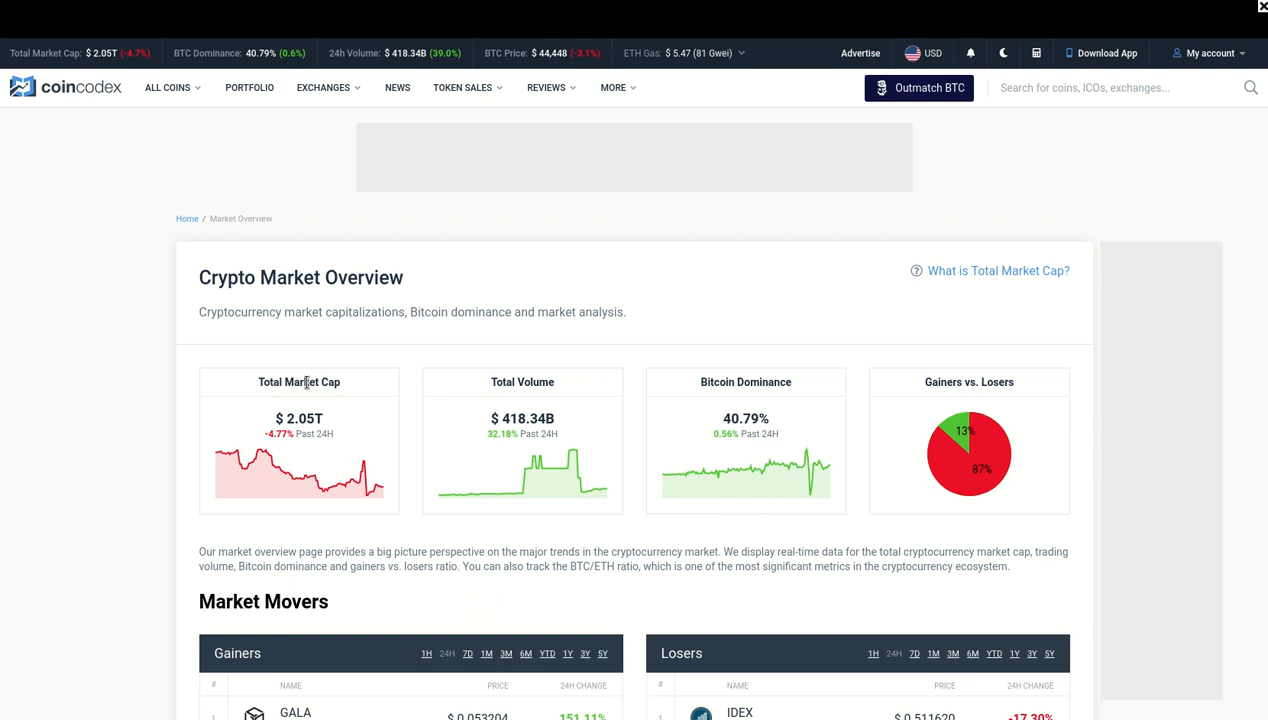 Total Market Cap: $ 2.05T (-4.7%) BTC Dominance: 40.79% (0.6%) 24h Volume: $ 418.34B (39.0%) BTC Price: $ 44,448 (-3.1%) ETH Gas: $ 5.47 (81 Gwei) Advertise USD Download App My account
coincodex ALL COINS PORTFOLIO EXCHANGES NEWS TOKEN SALES REVIEWS MORE Outmatch BTC Search for coins, ICOs, exchanges...
Home / Market Overview
Crypto Market Overview
What is Total Market Cap?
Cryptocurrency market capitalizations, Bitcoin dominance and market analysis.
Total Market Cap
$ 2.05T
-4.77% Past 24H
Total Volume
$ 418.34B
32.18% Past 24H
Bitcoin Dominance
40.79%
0.56% Past 24H
Gainers vs. Losers
13%
87%
Our market overview page provides a big picture perspective on the major trends in the cryptocurrency market. We display real-time data for the total cryptocurrency market cap, trading
volume, Bitcoin dominance and gainers vs. losers ratio. You can also track the BTC/ETH ratio, which is one of the most significant metrics in the cryptocurrency ecosystem.
Market Movers
Gainers 1H 24H 7D 1M 3M 6M YTD 1Y 3Y 5Y
# NAME PRICE 24H CHANGE
1 GALA $ 0.053204 151.11%
Losers 1H 24H 7D 1M 3M 6M YTD 1Y 3Y 5Y
# NAME PRICE 24H CHANGE
1 IDEX $ 0.511620 -17.30%